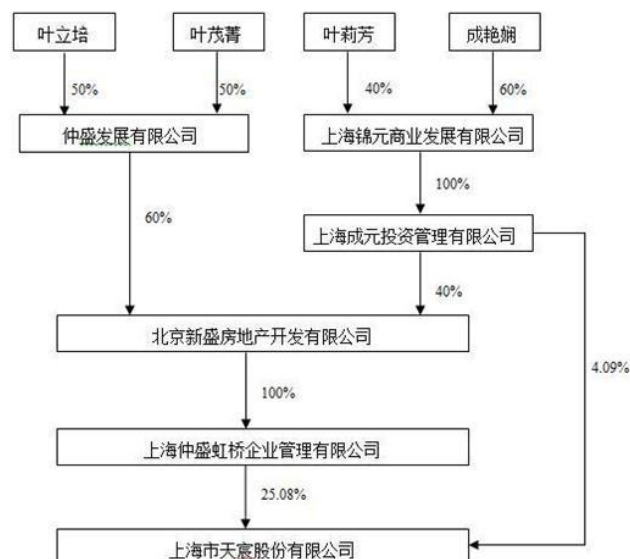 叶立培
叶茂菁
叶莉芳
成艳娴
50%
50%
40%
60%
仲盛发展有限公司
上海锦元商业发展有限公司
100%
60%
上海成元投资管理有限公司
40%
北京新盛房地产开发有限公司
4.09%
100%
上海仲盛虹桥企业管理有限公司
25.08%
上海市天宸股份有限公司